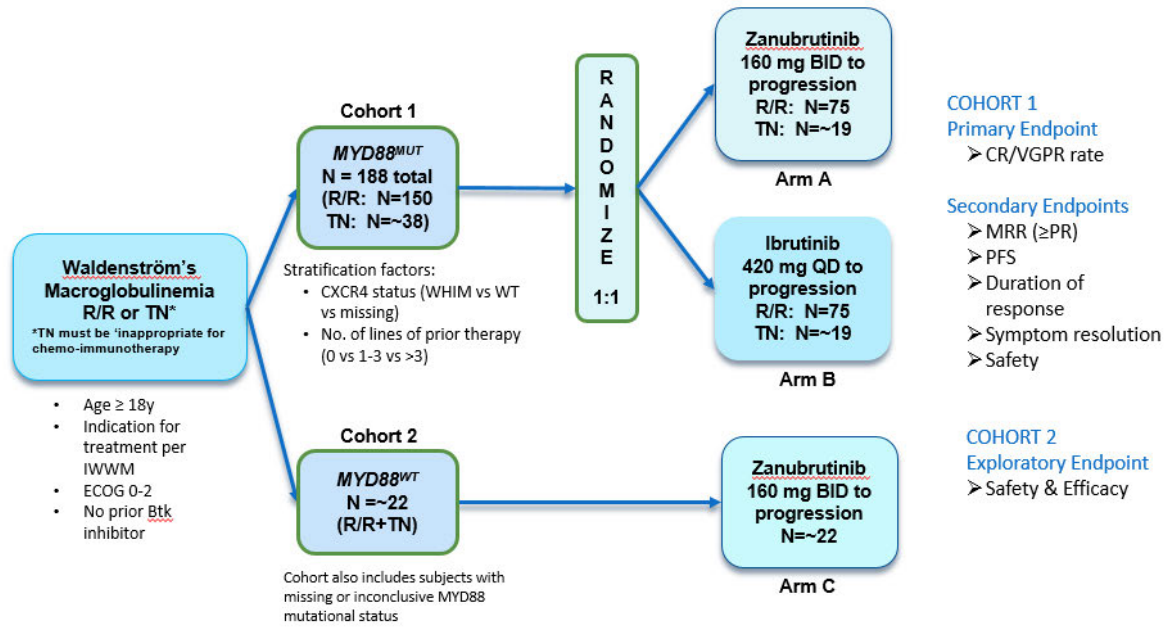 Waldenström's
Macroglobulinemia
R/R or TN*
*TN must be 'inappropriate for
chemo-immunotherapy
• Age ≥ 18y
• Indication for
treatment per
IWWM
• ECOG 0-2
• No prior Btk
inhibitor
Cohort 1
MYD88MUT
N = 188 total
(R/R: N=150
TN: N=~38)
Stratification factors:
• CXCR4 status (WHIM vs WT
vs missing)
• No. of lines of prior therapy
(0 vs 1-3 vs >3)
Cohort 2
MYD88WT
N =~22
(R/R+TN)
Cohort also includes subjects with
missing or inconclusive MYD88
mutational status
R
A
N
D
O
M
I
Z
E
1:1
Zanubrutinib
160 mg BID to
progression
R/R: N=75
TN: N=~19
Arm A
Ibrutinib
420 mg QD to
progression
R/R: N=75
TN: N=~19
Arm B
Zanubrutinib
160 mg BID to
progression
N=~22
Arm C
COHORT 1
Primary Endpoint
➢ CR/VGPR rate
Secondary Endpoints
➢ MRR (≥PR)
➢ PFS
➢ Duration of
response
➢ Symptom resolution
➢ Safety
COHORT 2
Exploratory Endpoint
➢ Safety & Efficacy